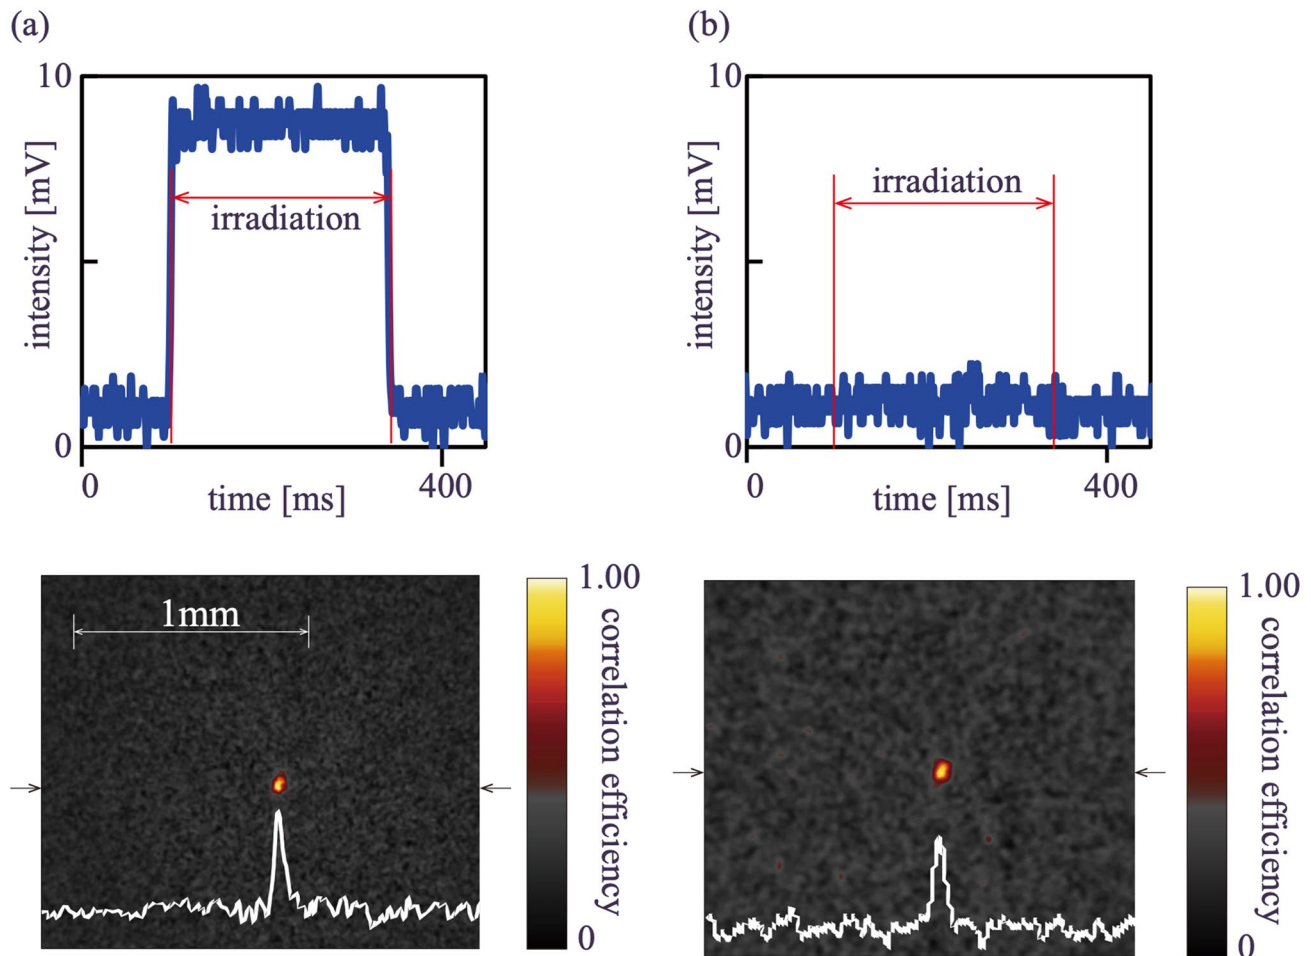 (a)
10
intensity [mV]
irradiation
0
0
400
time [ms]
(b)
10
intensity [mV]
irradiation
0
0
400
time [ms]
1mm
1.00
correlation efficiency
0
1.00
correlation efficiency
0